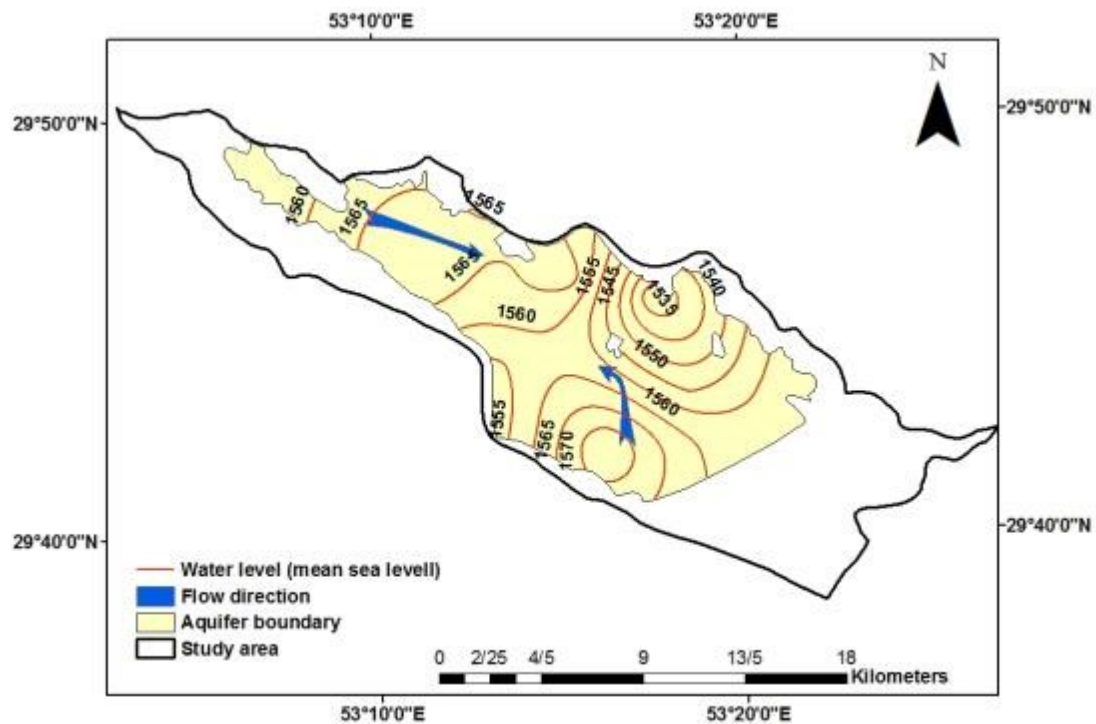 53°10'0"E
53°20'0"E
N
29°50'0"N
29°50'0"N
1565
1560
1565
1565
1555
1545
1535
1540
1560
1550
1560
1555
1565
1570
29°40'0"N
29°40'0"N
Water level (mean sea levell)
Flow direction
Aquifer boundary
Study area
0 2/25 4/5 9 13/5 18
Kilometers
53°10'0"E
53°20'0"E